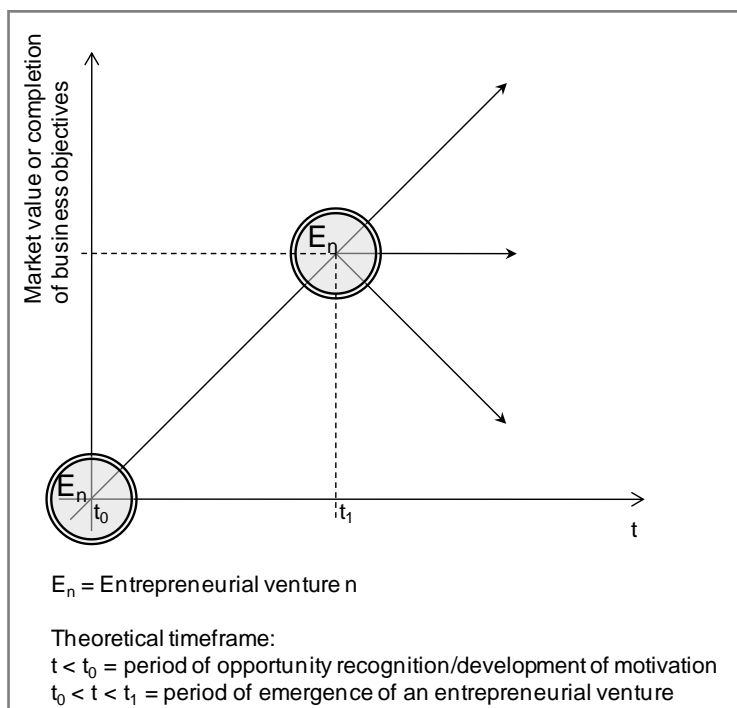 Market value or completion
of business objectives
Eₙ
Eₙ
t₀
t₁
t
Eₙ = Entrepreneurial venture n
Theoretical timeframe:
t < t₀ = period of opportunity recognition/development of motivation
t₀ < t < t₁ = period of emergence of an entrepreneurial venture